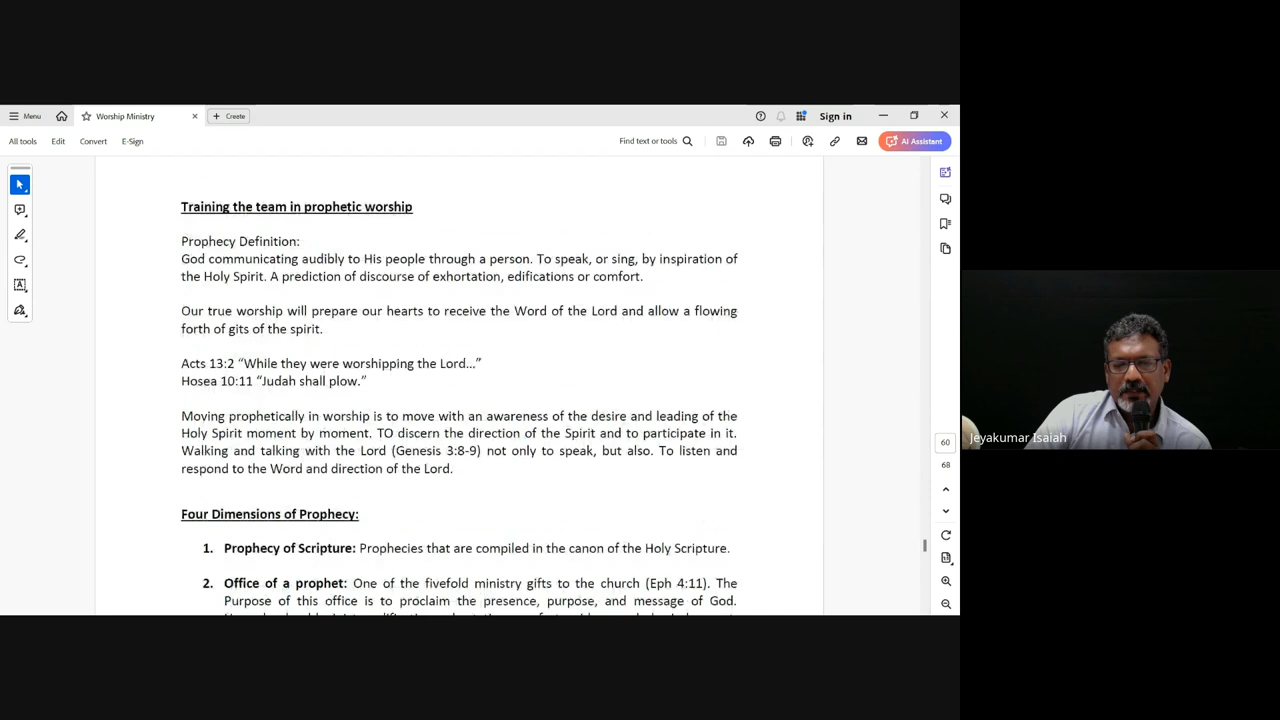 Menu
Worship Ministry
Create
Sign in
All tools
Edit
Convert
E-Sign
Find text or tools
AI Assistant
Training the team in prophetic worship
Prophecy Definition:
God communicating audibly to His people through a person. To speak, or sing, by inspiration of
the Holy Spirit. A prediction of discourse of exhortation, edifications or comfort.
Our true worship will prepare our hearts to receive the Word of the Lord and allow a flowing
forth of gits of the spirit.
Acts 13:2 “While they were worshipping the Lord...”
Hosea 10:11 “Judah shall plow.”
Moving prophetically in worship is to move with an awareness of the desire and leading of the
Holy Spirit moment by moment. TO discern the direction of the Spirit and to participate in it.
Walking and talking with the Lord (Genesis 3:8-9) not only to speak, but also. To listen and
respond to the Word and direction of the Lord.
Four Dimensions of Prophecy:
1. Prophecy of Scripture: Prophecies that are compiled in the canon of the Holy Scripture.
2. Office of a prophet: One of the fivefold ministry gifts to the church (Eph 4:11). The
Purpose of this office is to proclaim the presence, purpose, and message of God.
60
68
Jeyakumar Isaiah